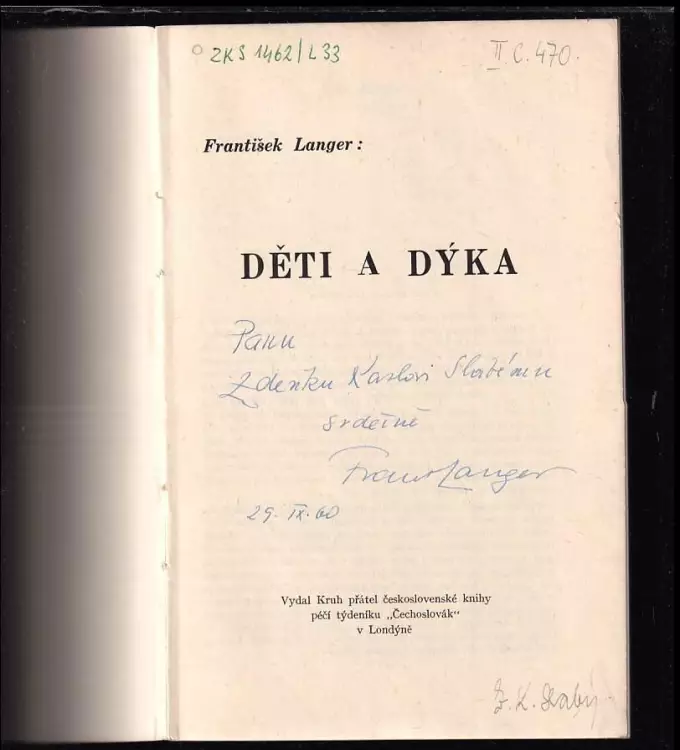 ZKS 1462/L33
II C. 470.
František Langer:
DĚTI A DÝKA
Panu
Zdeňku Karlovi Slabému
srdečně
Frant Langer
29. IX. 60
Vydal Kruh přátel československé knihy
péčí týdeníku „Čechoslovák"
v Londýně
Z. K. Slabý